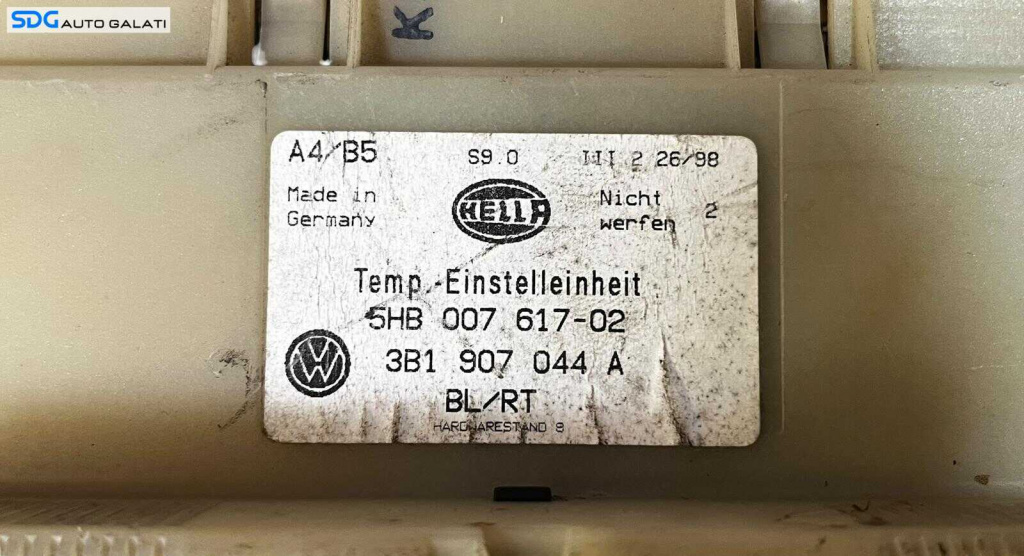 SDG AUTO GALATI
K
A4/B5 S9.0 III 2 26/98
Made in Germany
HELLA
Nicht werfen 2
Temp.-Einstelleinheit
5HB 007 617-02
VW 3B1 907 044 A
BL/RT
HARDWARESTAND 8